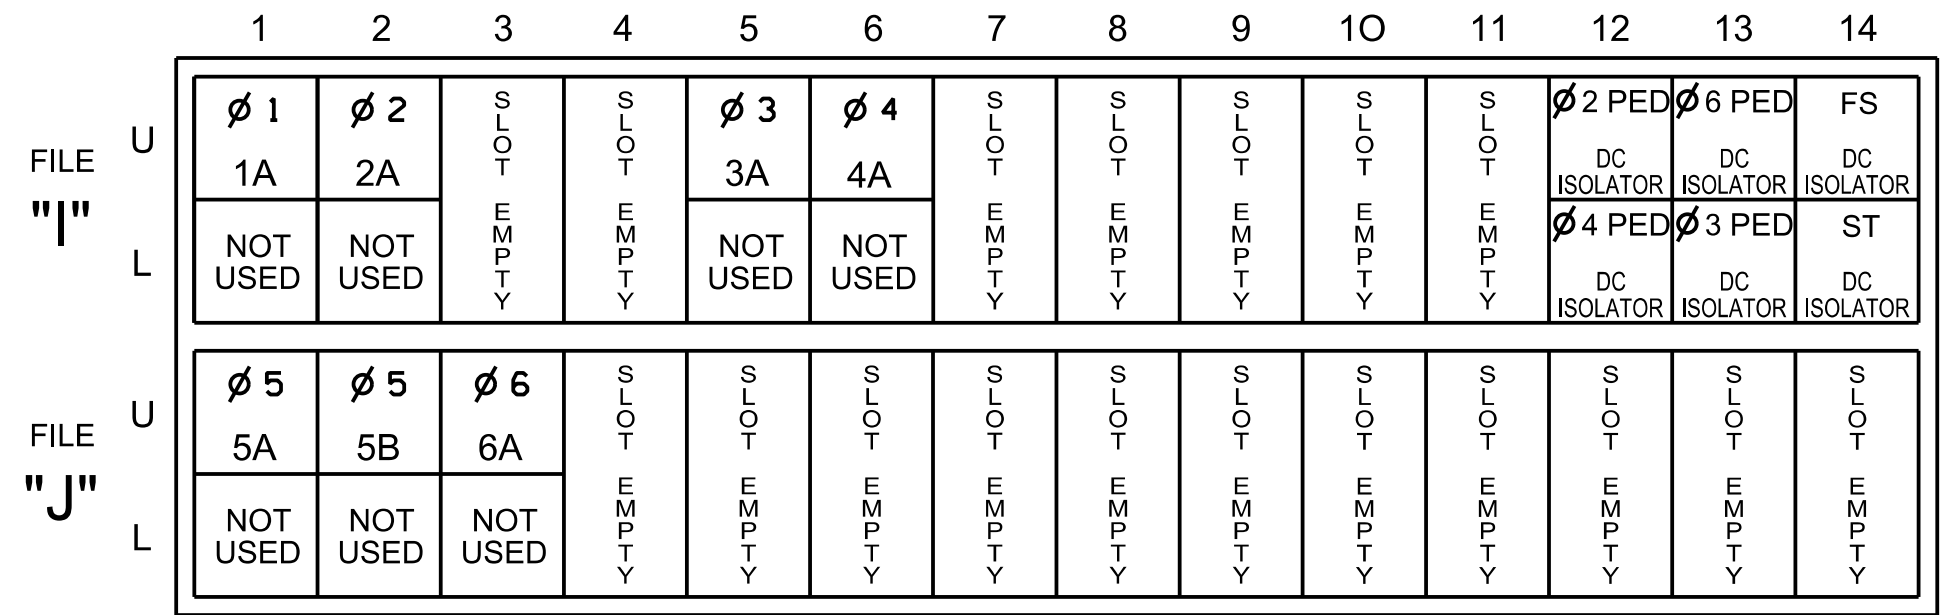 1 2 3 4 5 6 7 8 9 10 11 12 13 14
FILE "I"
U
Ø 1 Ø 2 SLOT EMPTY SLOT EMPTY Ø 3 Ø 4 SLOT EMPTY SLOT EMPTY SLOT EMPTY SLOT EMPTY SLOT EMPTY Ø 2 PED Ø 6 PED FS
1A 2A 3A 4A DC ISOLATOR DC ISOLATOR DC ISOLATOR
L
NOT USED NOT USED NOT USED NOT USED Ø 4 PED Ø 3 PED ST
DC ISOLATOR DC ISOLATOR DC ISOLATOR
FILE "J"
U
Ø 5 Ø 5 Ø 6 SLOT EMPTY SLOT EMPTY SLOT EMPTY SLOT EMPTY SLOT EMPTY SLOT EMPTY SLOT EMPTY SLOT EMPTY SLOT EMPTY SLOT EMPTY SLOT EMPTY
5A 5B 6A
L
NOT USED NOT USED NOT USED